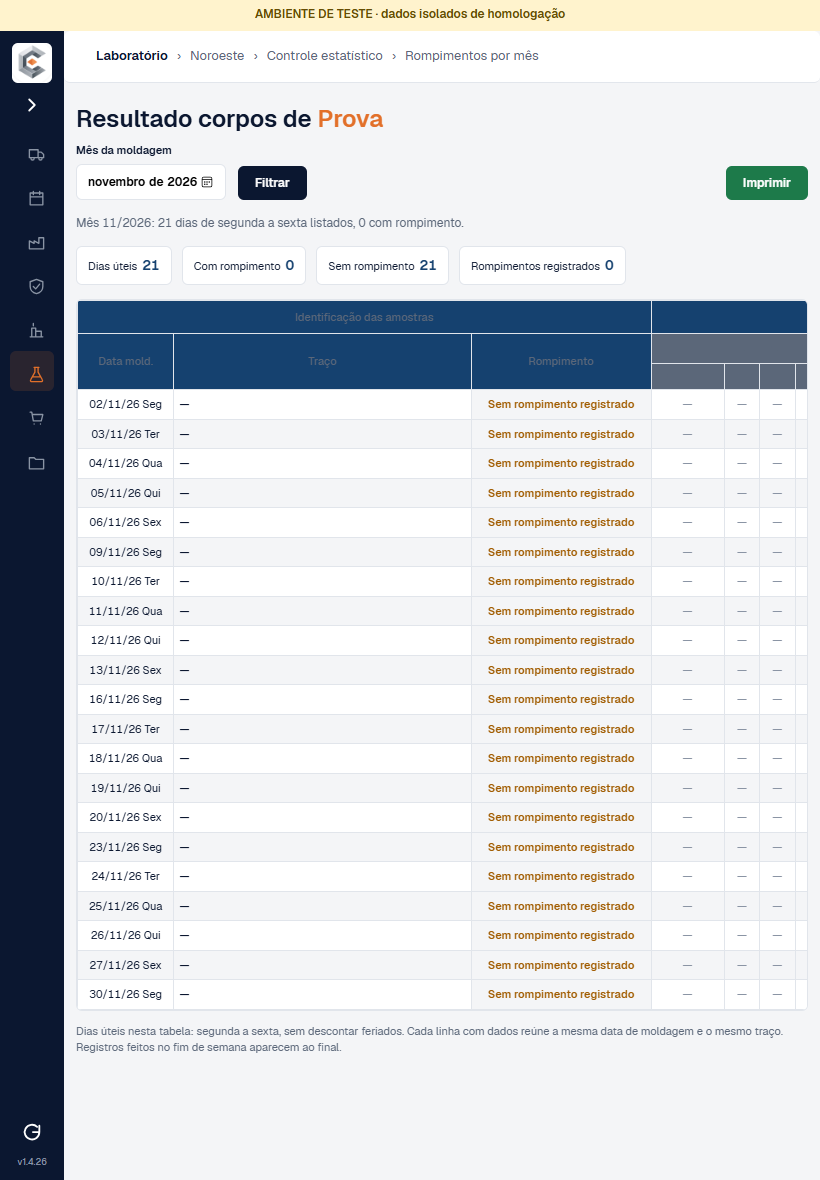 AMBIENTE DE TESTE · dados isolados de homologação
Laboratório › Noroeste › Controle estatístico › Rompimentos por mês
Resultado corpos de Prova
Mês da moldagem
novembro de 2026 Filtrar Imprimir
Mês 11/2026: 21 dias de segunda a sexta listados, 0 com rompimento.
Dias úteis 21 Com rompimento 0 Sem rompimento 21 Rompimentos registrados 0
Identificação das amostras
Data mold. Traço Rompimento
02/11/26 Seg — Sem rompimento registrado — — —
03/11/26 Ter — Sem rompimento registrado — — —
04/11/26 Qua — Sem rompimento registrado — — —
05/11/26 Qui — Sem rompimento registrado — — —
06/11/26 Sex — Sem rompimento registrado — — —
09/11/26 Seg — Sem rompimento registrado — — —
10/11/26 Ter — Sem rompimento registrado — — —
11/11/26 Qua — Sem rompimento registrado — — —
12/11/26 Qui — Sem rompimento registrado — — —
13/11/26 Sex — Sem rompimento registrado — — —
16/11/26 Seg — Sem rompimento registrado — — —
17/11/26 Ter — Sem rompimento registrado — — —
18/11/26 Qua — Sem rompimento registrado — — —
19/11/26 Qui — Sem rompimento registrado — — —
20/11/26 Sex — Sem rompimento registrado — — —
23/11/26 Seg — Sem rompimento registrado — — —
24/11/26 Ter — Sem rompimento registrado — — —
25/11/26 Qua — Sem rompimento registrado — — —
26/11/26 Qui — Sem rompimento registrado — — —
27/11/26 Sex — Sem rompimento registrado — — —
30/11/26 Seg — Sem rompimento registrado — — —
Dias úteis nesta tabela: segunda a sexta, sem descontar feriados. Cada linha com dados reúne a mesma data de moldagem e o mesmo traço.
Registros feitos no fim de semana aparecem ao final.
v1.4.26